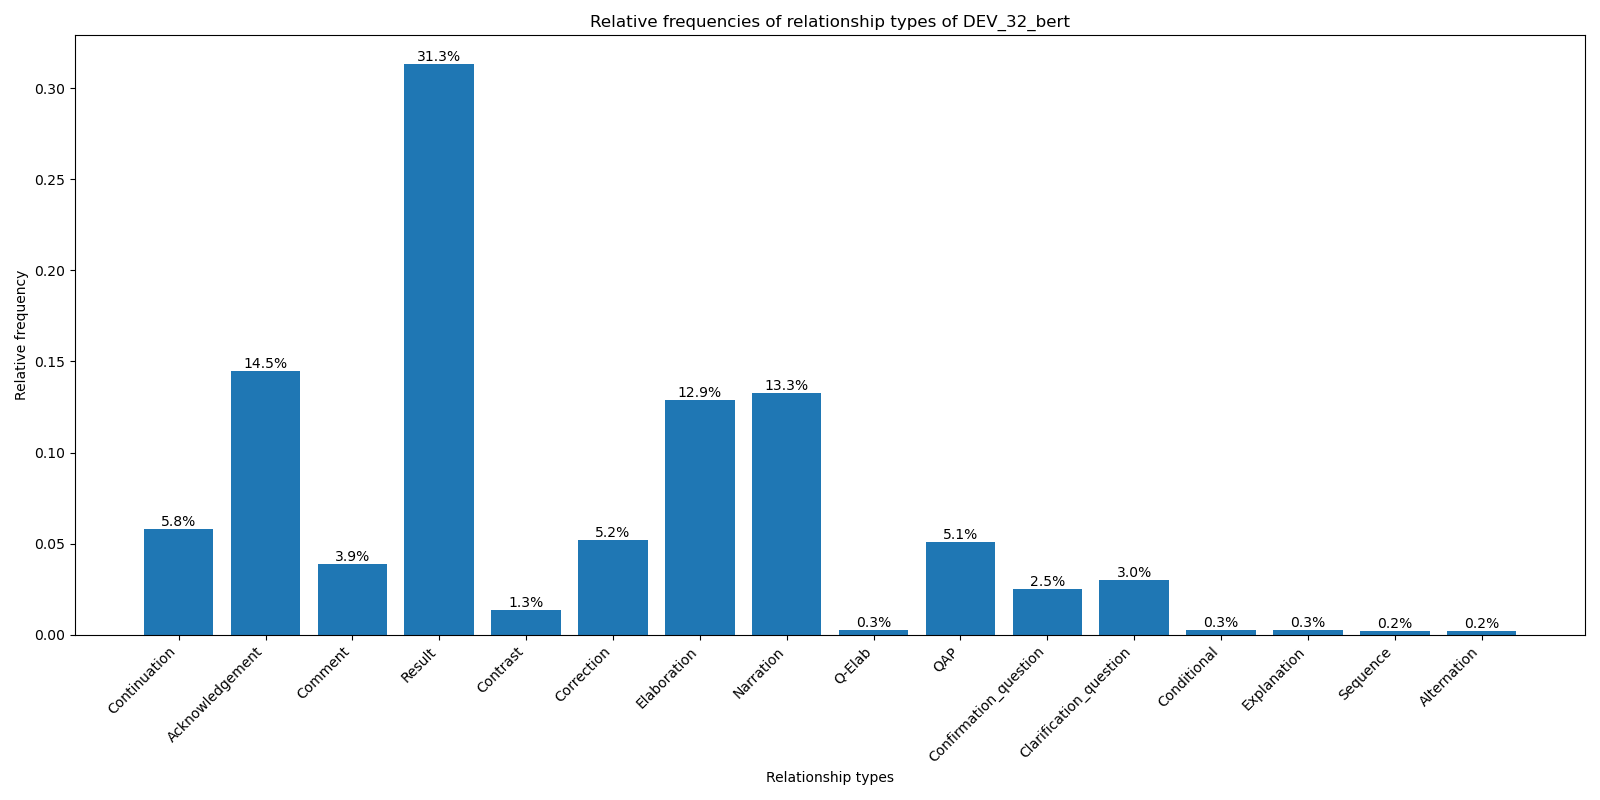 Relative frequencies of relationship types of DEV_32_bert
31.3%
0.30
0.25
0.20
0.15
0.10
0.05
0.00
Relative frequency
5.8%
14.5%
3.9%
1.3%
5.2%
12.9%
13.3%
0.3%
5.1%
2.5%
3.0%
0.3%
0.3%
0.2%
0.2%
Continuation
Acknowledgement
Comment
Result
Contrast
Correction
Elaboration
Narration
Q-Elab
QAP
Confirmation_question
Clarification_question
Conditional
Explanation
Sequence
Alternation
Relationship types